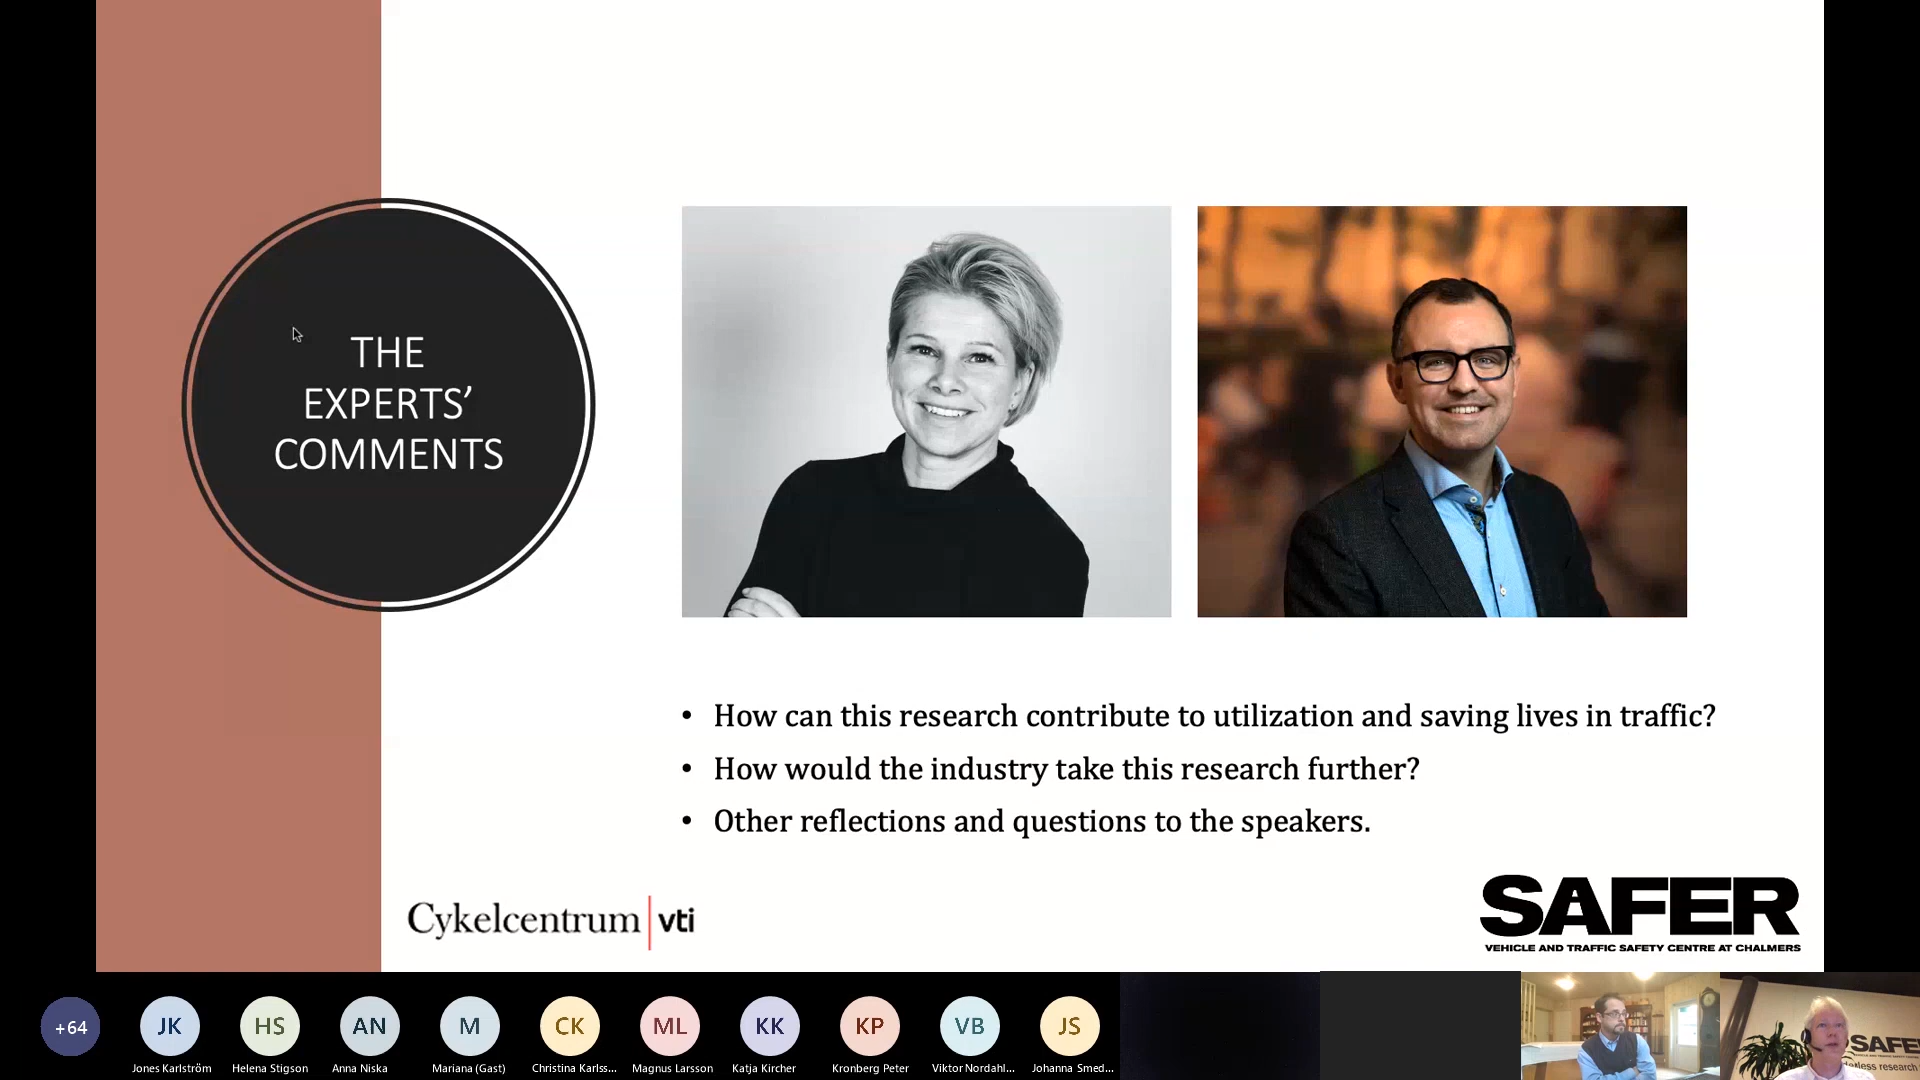 THE
EXPERTS’
COMMENTS
• How can this research contribute to utilization and saving lives in traffic?
• How would the industry take this research further?
• Other reflections and questions to the speakers.
Cykelcentrum vti
SAFER
VEHICLE AND TRAFFIC SAFETY CENTRE AT CHALMERS
+64
JK
HS
AN
M
CK
ML
KK
KP
VB
JS
Jones Karlström
Helena Stigson
Anna Niska
Mariana (Gast)
Christina Karlss...
Magnus Larsson
Katja Kircher
Kronberg Peter
Viktor Nordahl...
Johanna Smed...
SAFE
research